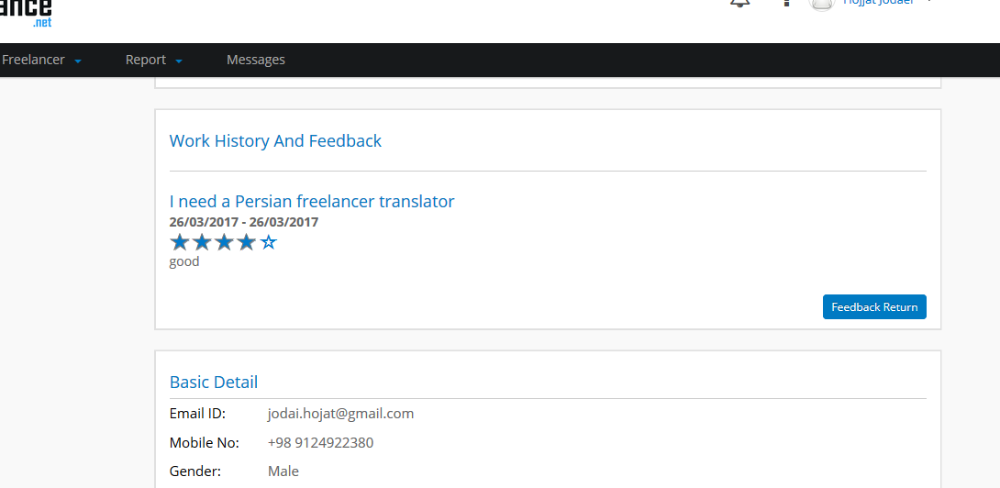 ance
.net
Hojjat Jodaei
Freelancer
Report
Messages
Work History And Feedback
I need a Persian freelancer translator
26/03/2017 - 26/03/2017
good
Feedback Return
Basic Detail
Email ID: jodai.hojat@gmail.com
Mobile No: +98 9124922380
Gender: Male